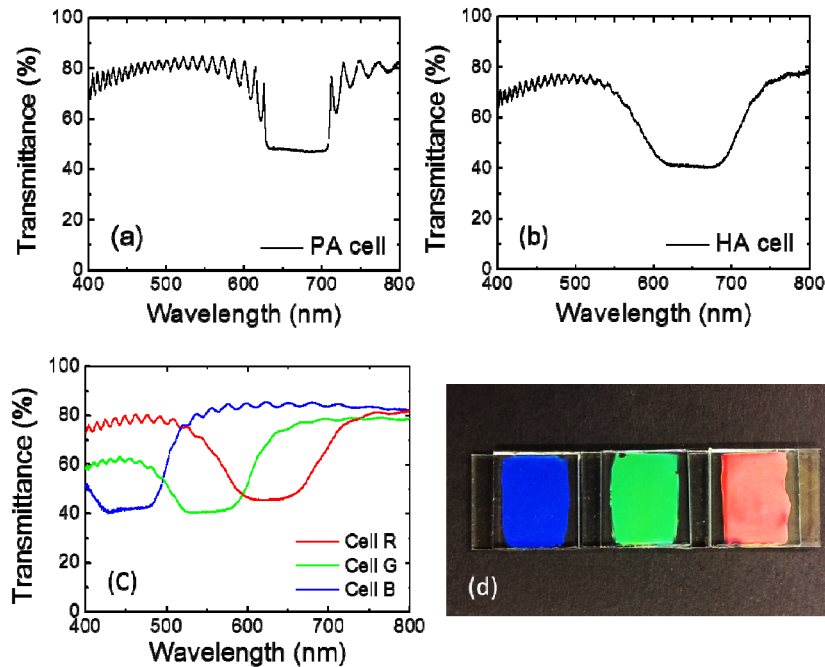 100
80
60
40
20
0
Transmittance (%)
(a)
PA cell
400 500 600 700 800
Wavelength (nm)
100
80
60
40
20
0
Transmittance (%)
(b)
HA cell
400 500 600 700 800
Wavelength (nm)
100
80
60
40
20
0
Transmittance (%)
(c)
Cell R
Cell G
Cell B
400 500 600 700 800
Wavelength (nm)
(d)